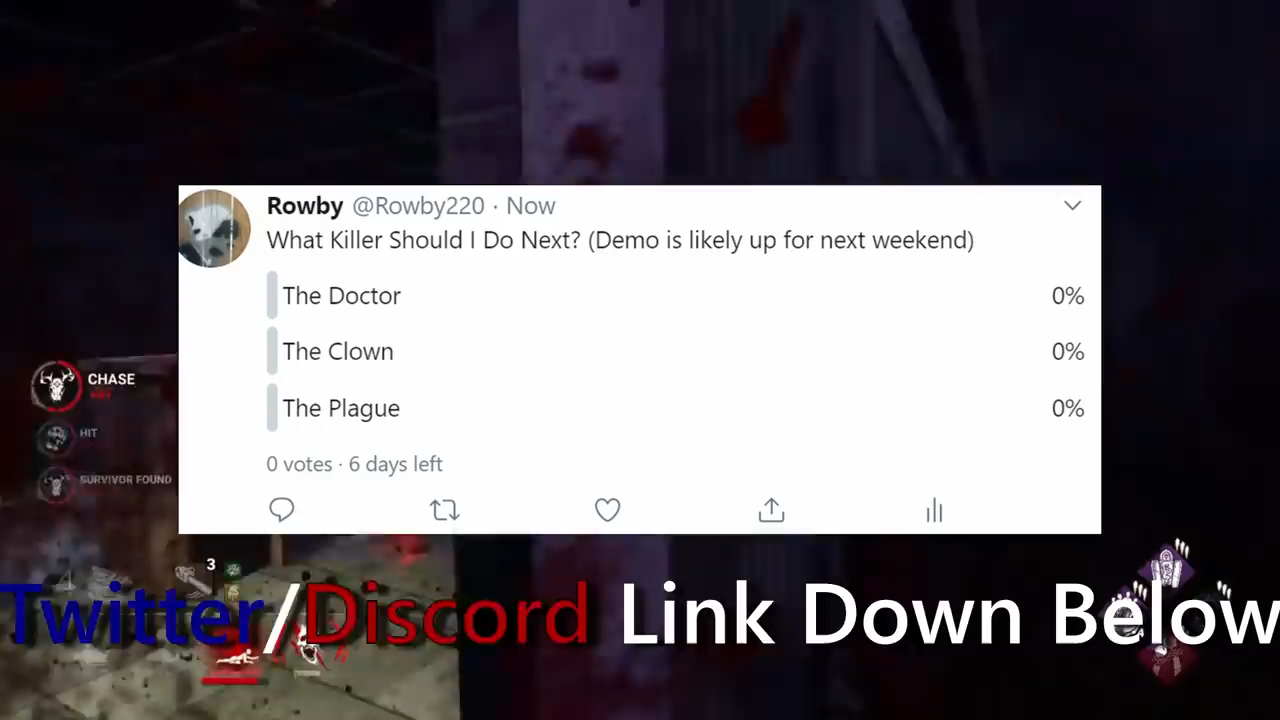 Rowby @Rowby220 · Now
What Killer Should I Do Next? (Demo is likely up for next weekend)
The Doctor 0%
The Clown 0%
The Plague 0%
0 votes · 6 days left
CHASE
HIT
SURVIVOR FOUND
3
Twitter/Discord Link Down Below